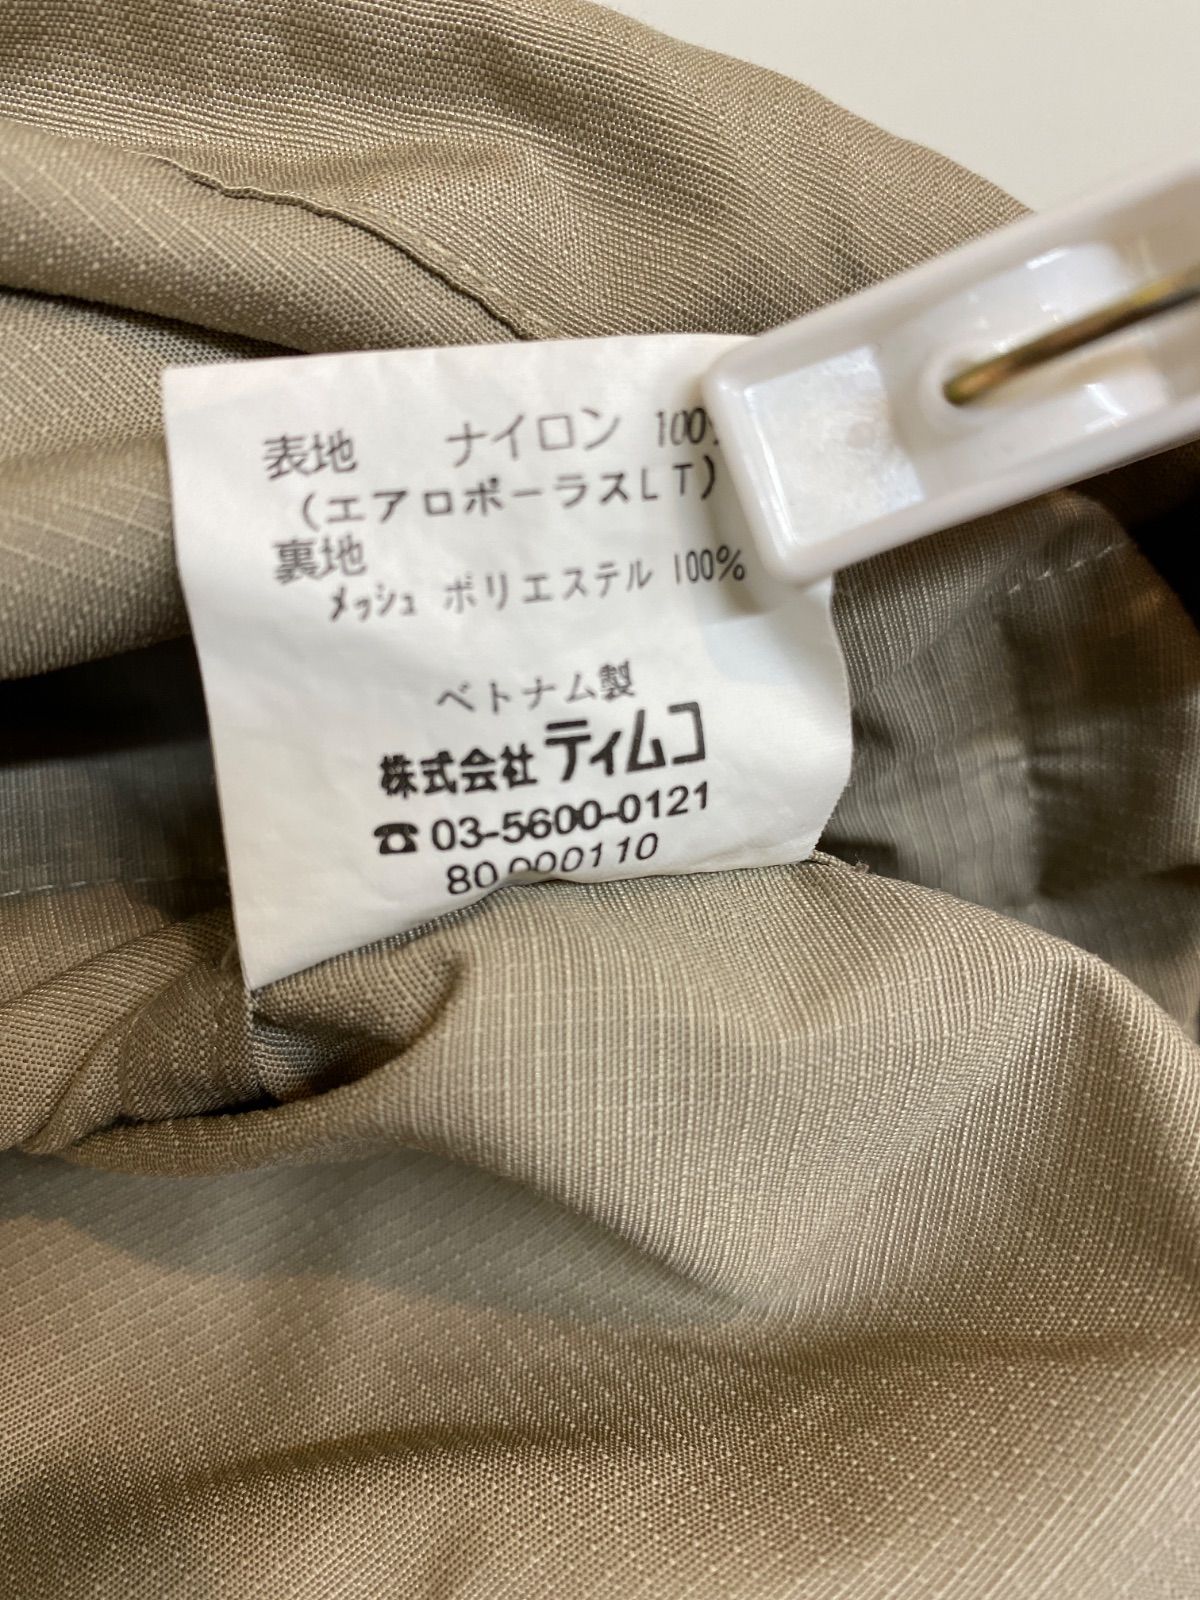 表地 ナイロン 100
(エアロポーラスLT)
裏地
メッシュ ポリエステル 100%
ベトナム製
株式会社 ティムコ
☎03-5600-0121
80000110